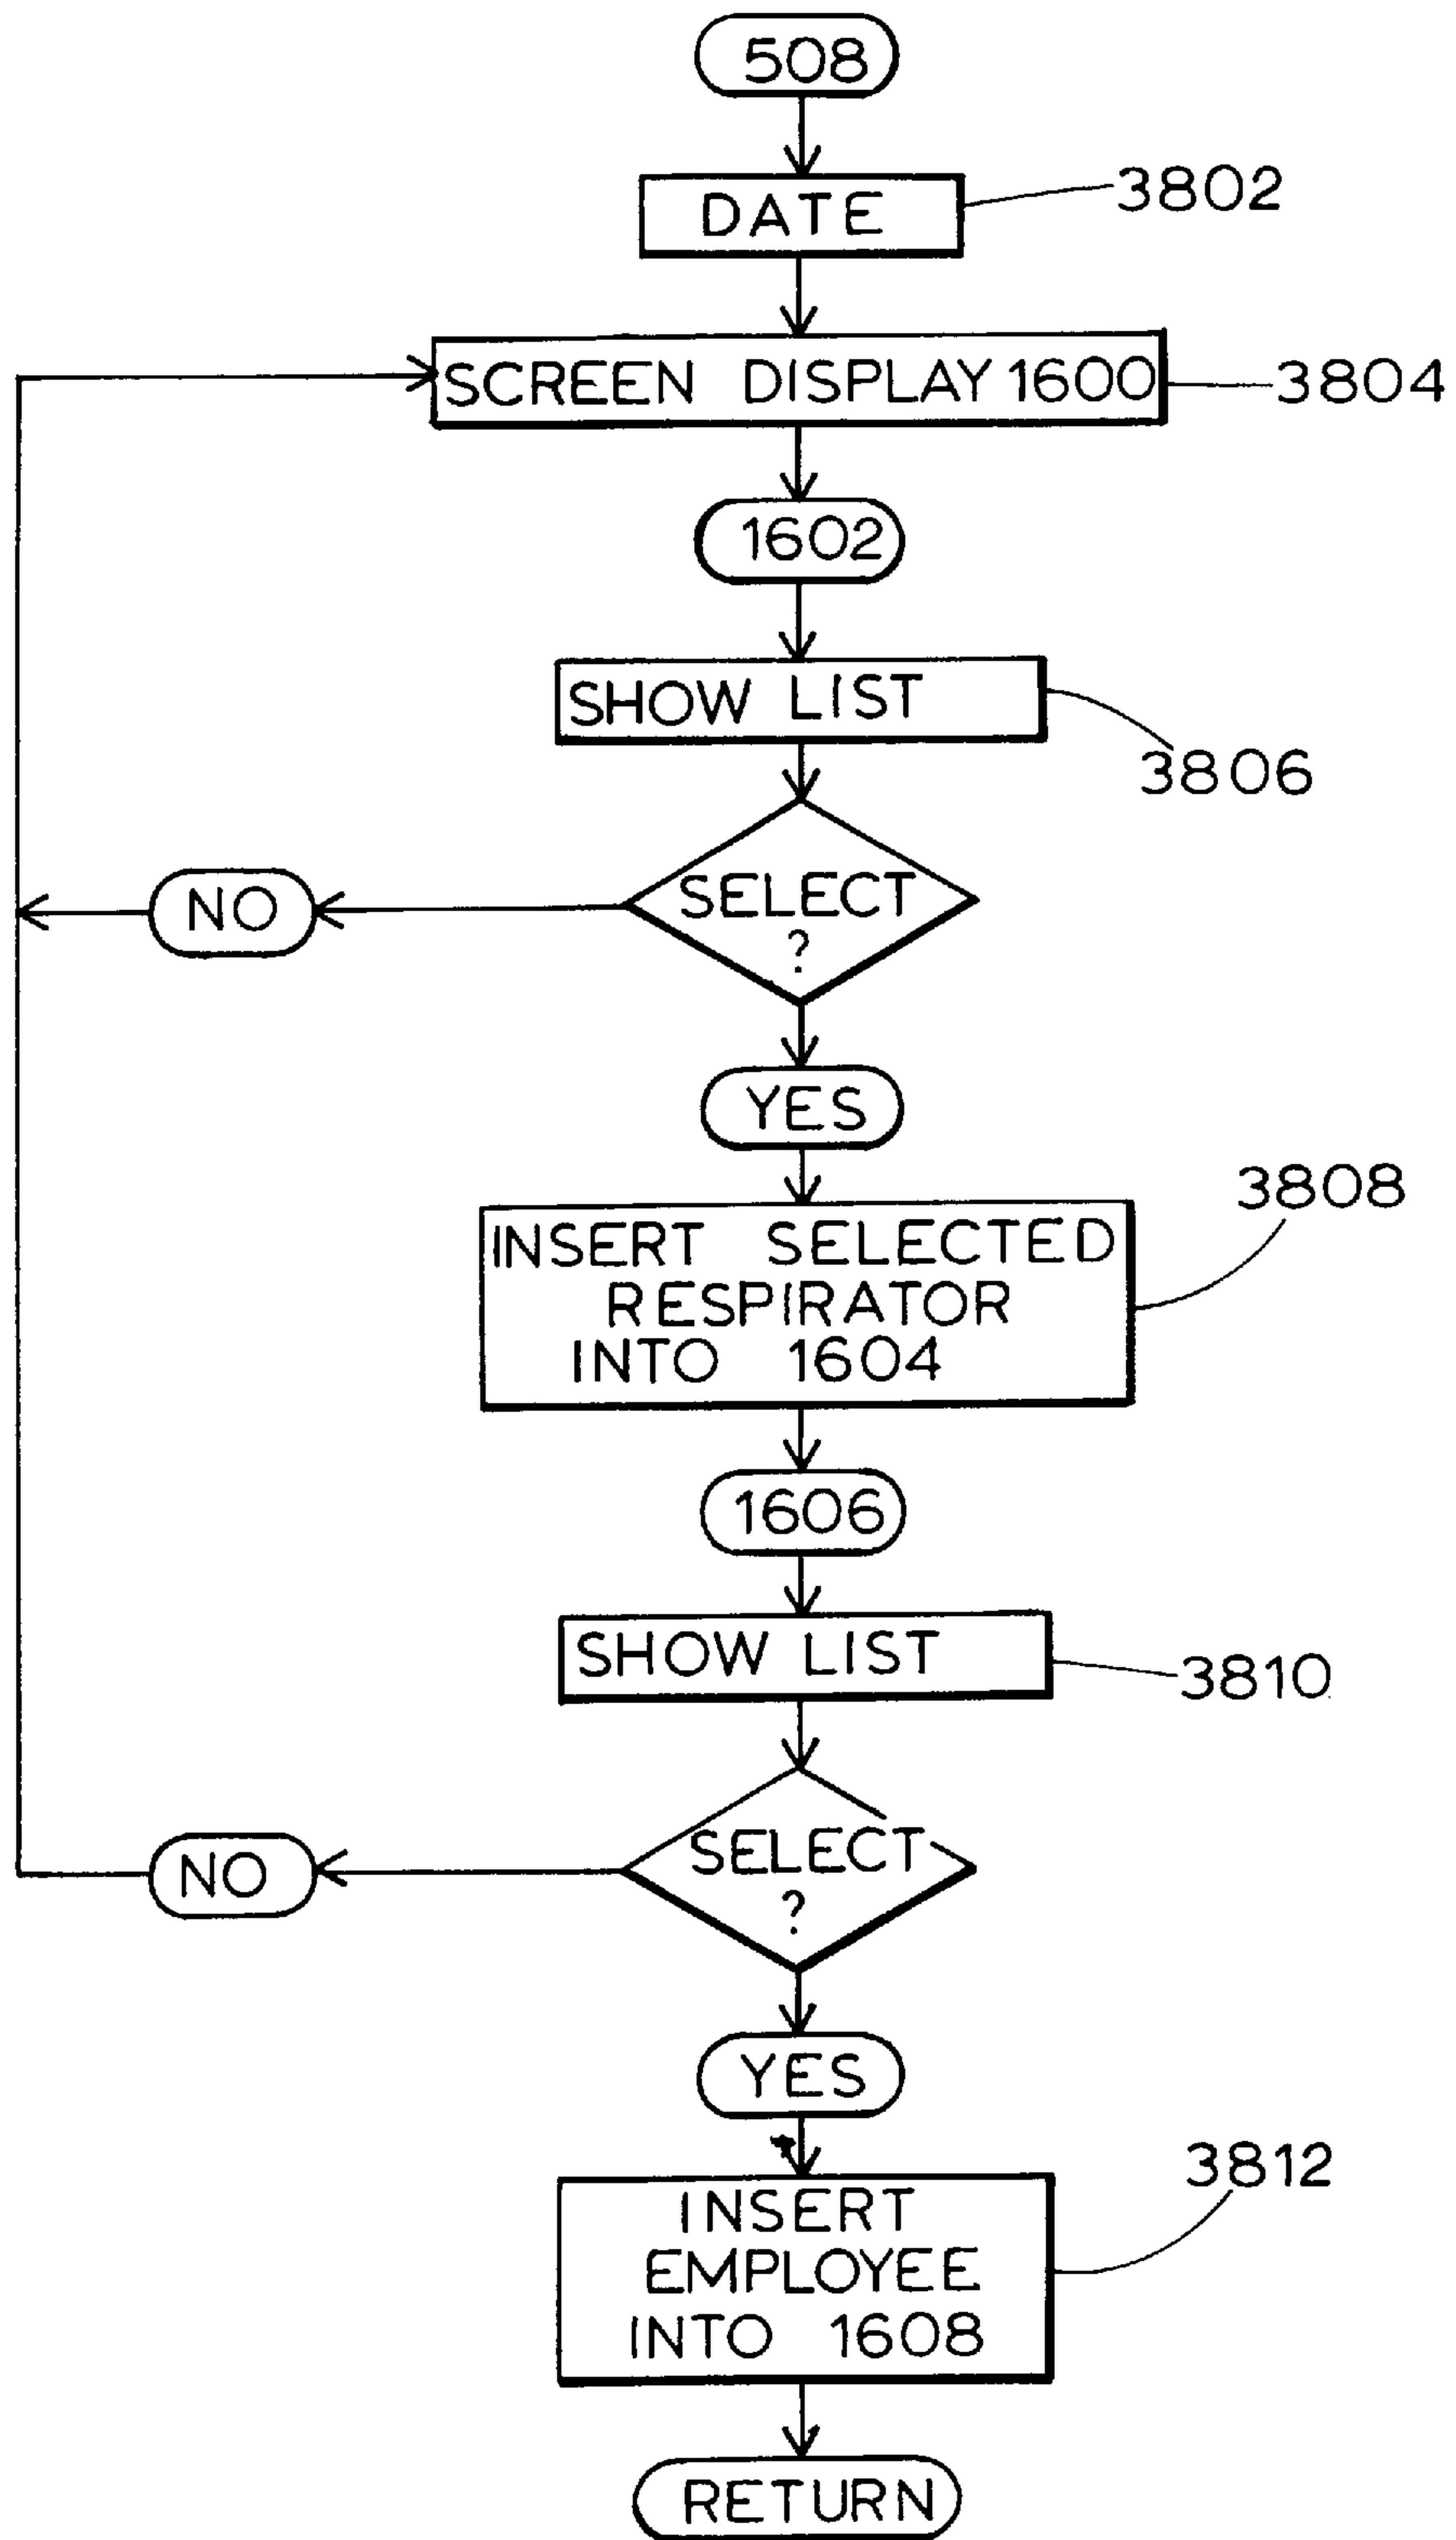 508
DATE
3802
SCREEN DISPLAY 1600
3804
1602
SHOW LIST
3806
SELECT
?
NO
YES
INSERT SELECTED
RESPIRATOR
INTO 1604
3808
1606
SHOW LIST
3810
SELECT
?
NO
YES
INSERT
EMPLOYEE
INTO 1608
3812
RETURN